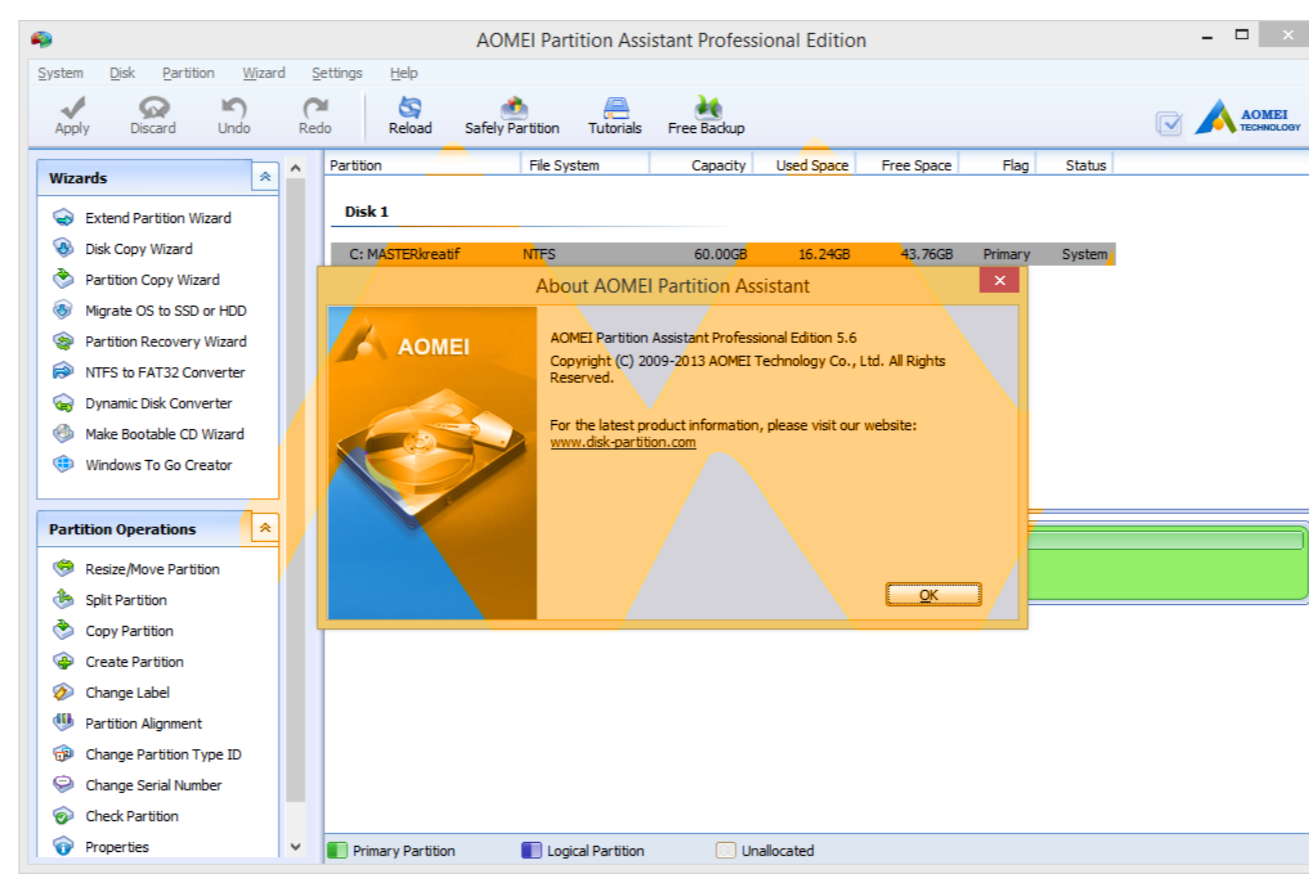 AOMEI Partition Assistant Professional Edition
System Disk Partition Wizard Settings Help
Apply Discard Undo Redo Reload Safely Partition Tutorials Free Backup
AOMEI
TECHNOLOGY
Wizards
Extend Partition Wizard
Disk Copy Wizard
Partition Copy Wizard
Migrate OS to SSD or HDD
Partition Recovery Wizard
NTFS to FAT32 Converter
Dynamic Disk Converter
Make Bootable CD Wizard
Windows To Go Creator
Partition Operations
Resize/Move Partition
Split Partition
Copy Partition
Create Partition
Change Label
Partition Alignment
Change Partition Type ID
Change Serial Number
Check Partition
Properties
Partition File System Capacity Used Space Free Space Flag Status
Disk 1
C: MASTERkreatif NTFS 60.00GB 16.24GB 43.76GB Primary System
About AOMEI Partition Assistant
AOMEI
AOMEI Partition Assistant Professional Edition 5.6
Copyright (C) 2009-2013 AOMEI Technology Co., Ltd. All Rights
Reserved.
For the latest product information, please visit our website:
www.disk-partition.com
OK
Primary Partition Logical Partition Unallocated